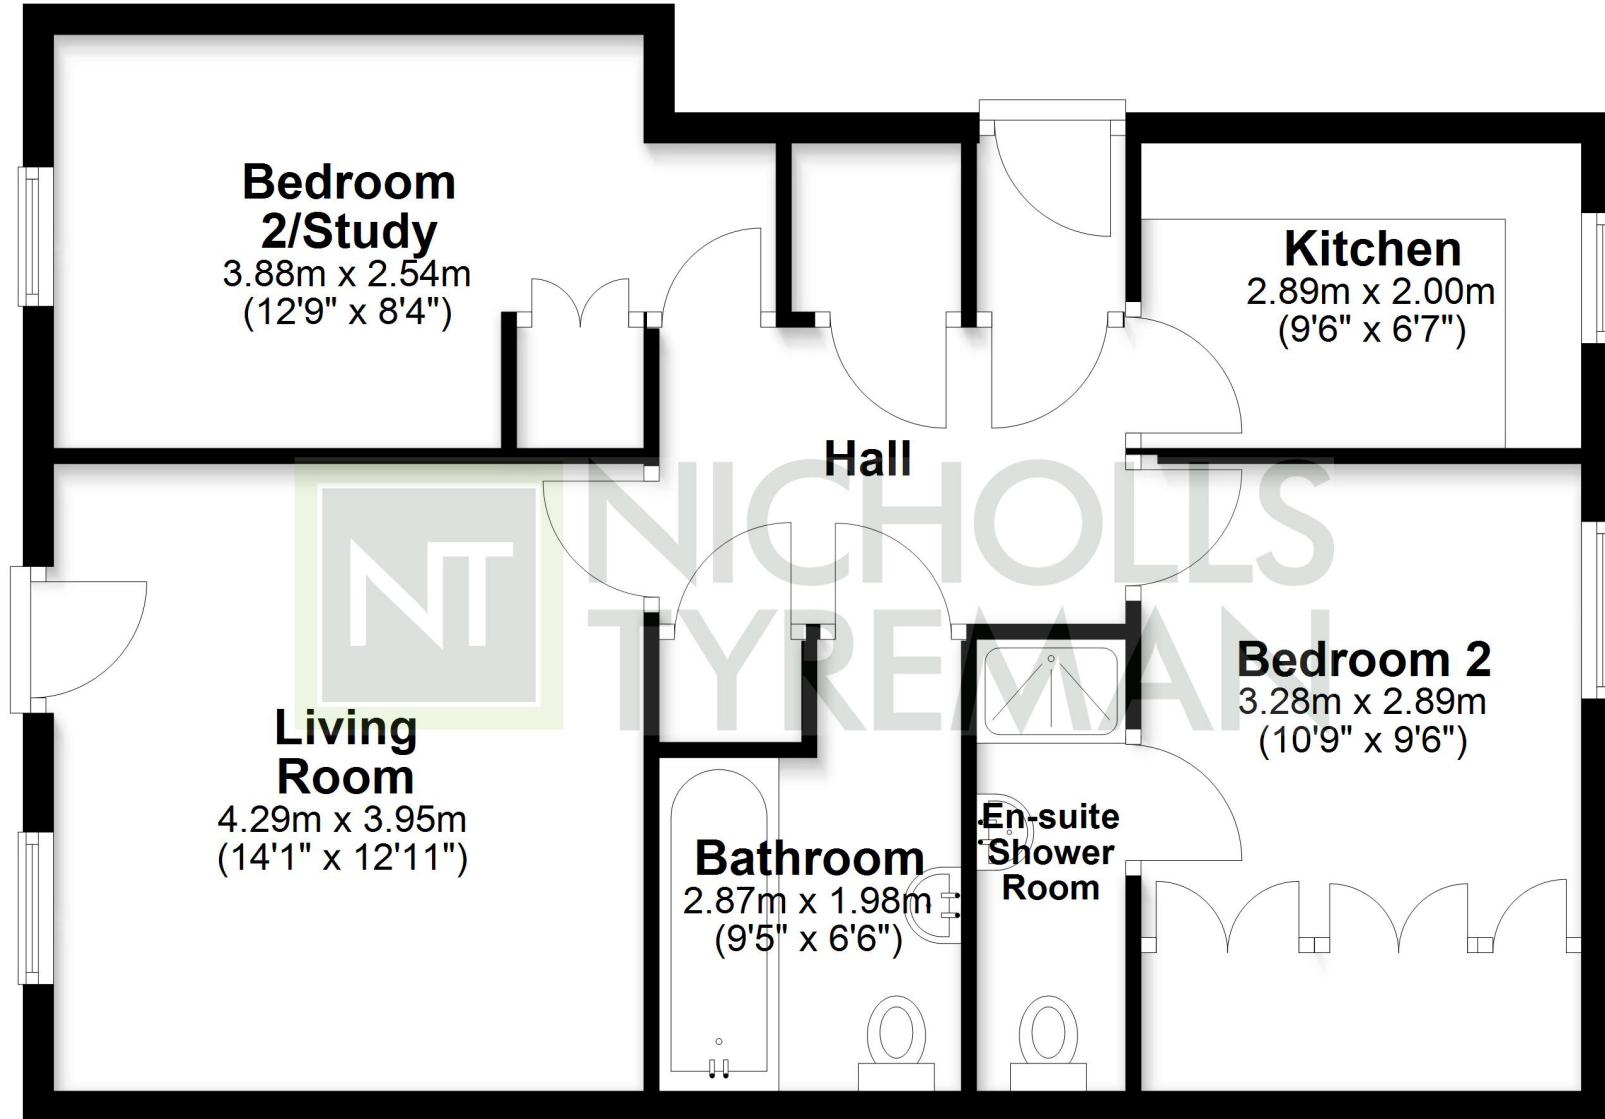 Bedroom
2/Study
3.88m x 2.54m
(12'9" x 8'4")
Kitchen
2.89m x 2.00m
(9'6" x 6'7")
Hall
NT
NICHOLLS
TYREMAN
Living
Room
4.29m x 3.95m
(14'1" x 12'11")
Bedroom 2
3.28m x 2.89m
(10'9" x 9'6")
Bathroom
2.87m x 1.98m
(9'5" x 6'6")
En-suite
Shower
Room